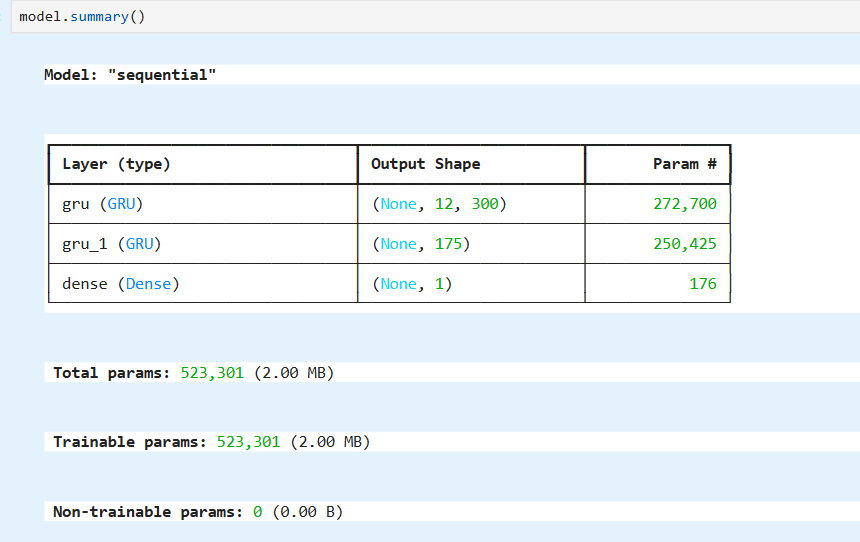 model.summary()
Model: "sequential"
Layer (type) Output Shape Param #
gru (GRU) (None, 12, 300) 272,700
gru_1 (GRU) (None, 175) 250,425
dense (Dense) (None, 1) 176
Total params: 523,301 (2.00 MB)
Trainable params: 523,301 (2.00 MB)
Non-trainable params: 0 (0.00 B)